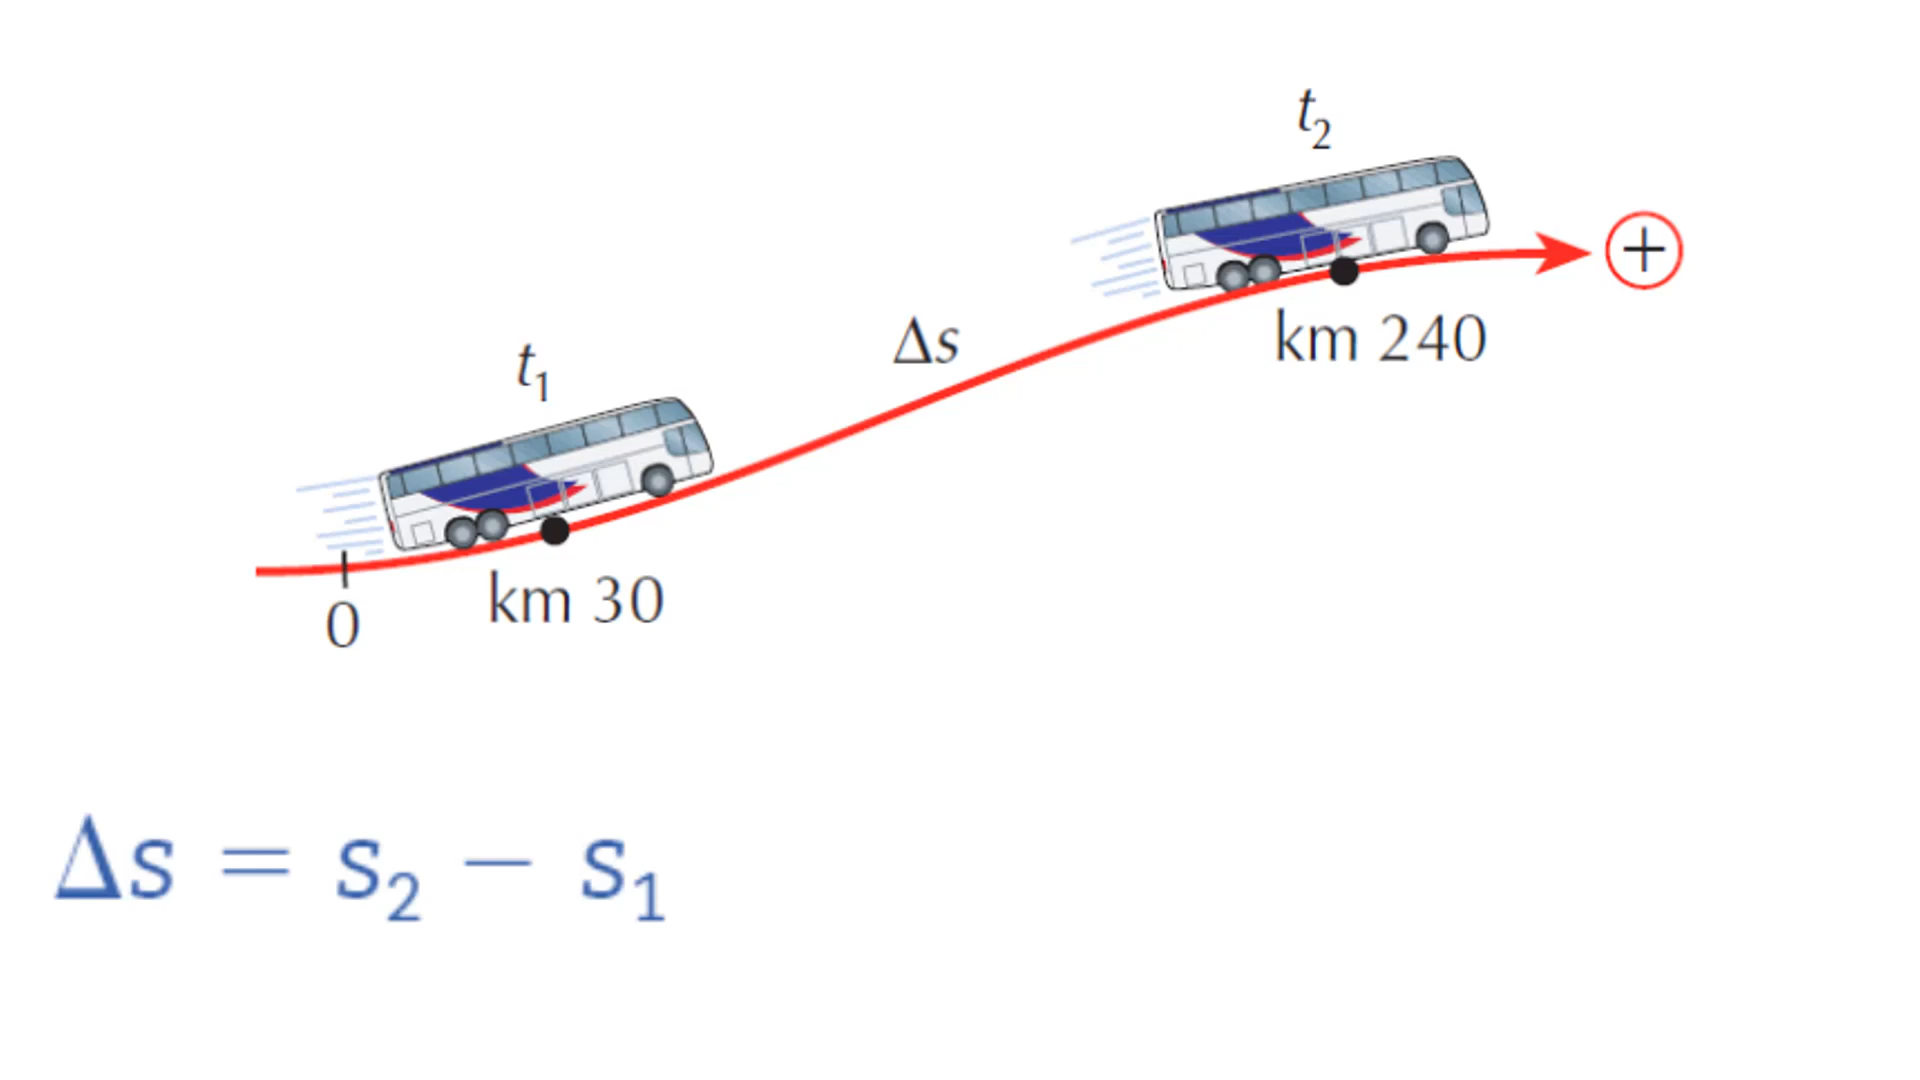 t₂
km 240
+
Δs
t₁
km 30
0
Δs = s₂ − s₁